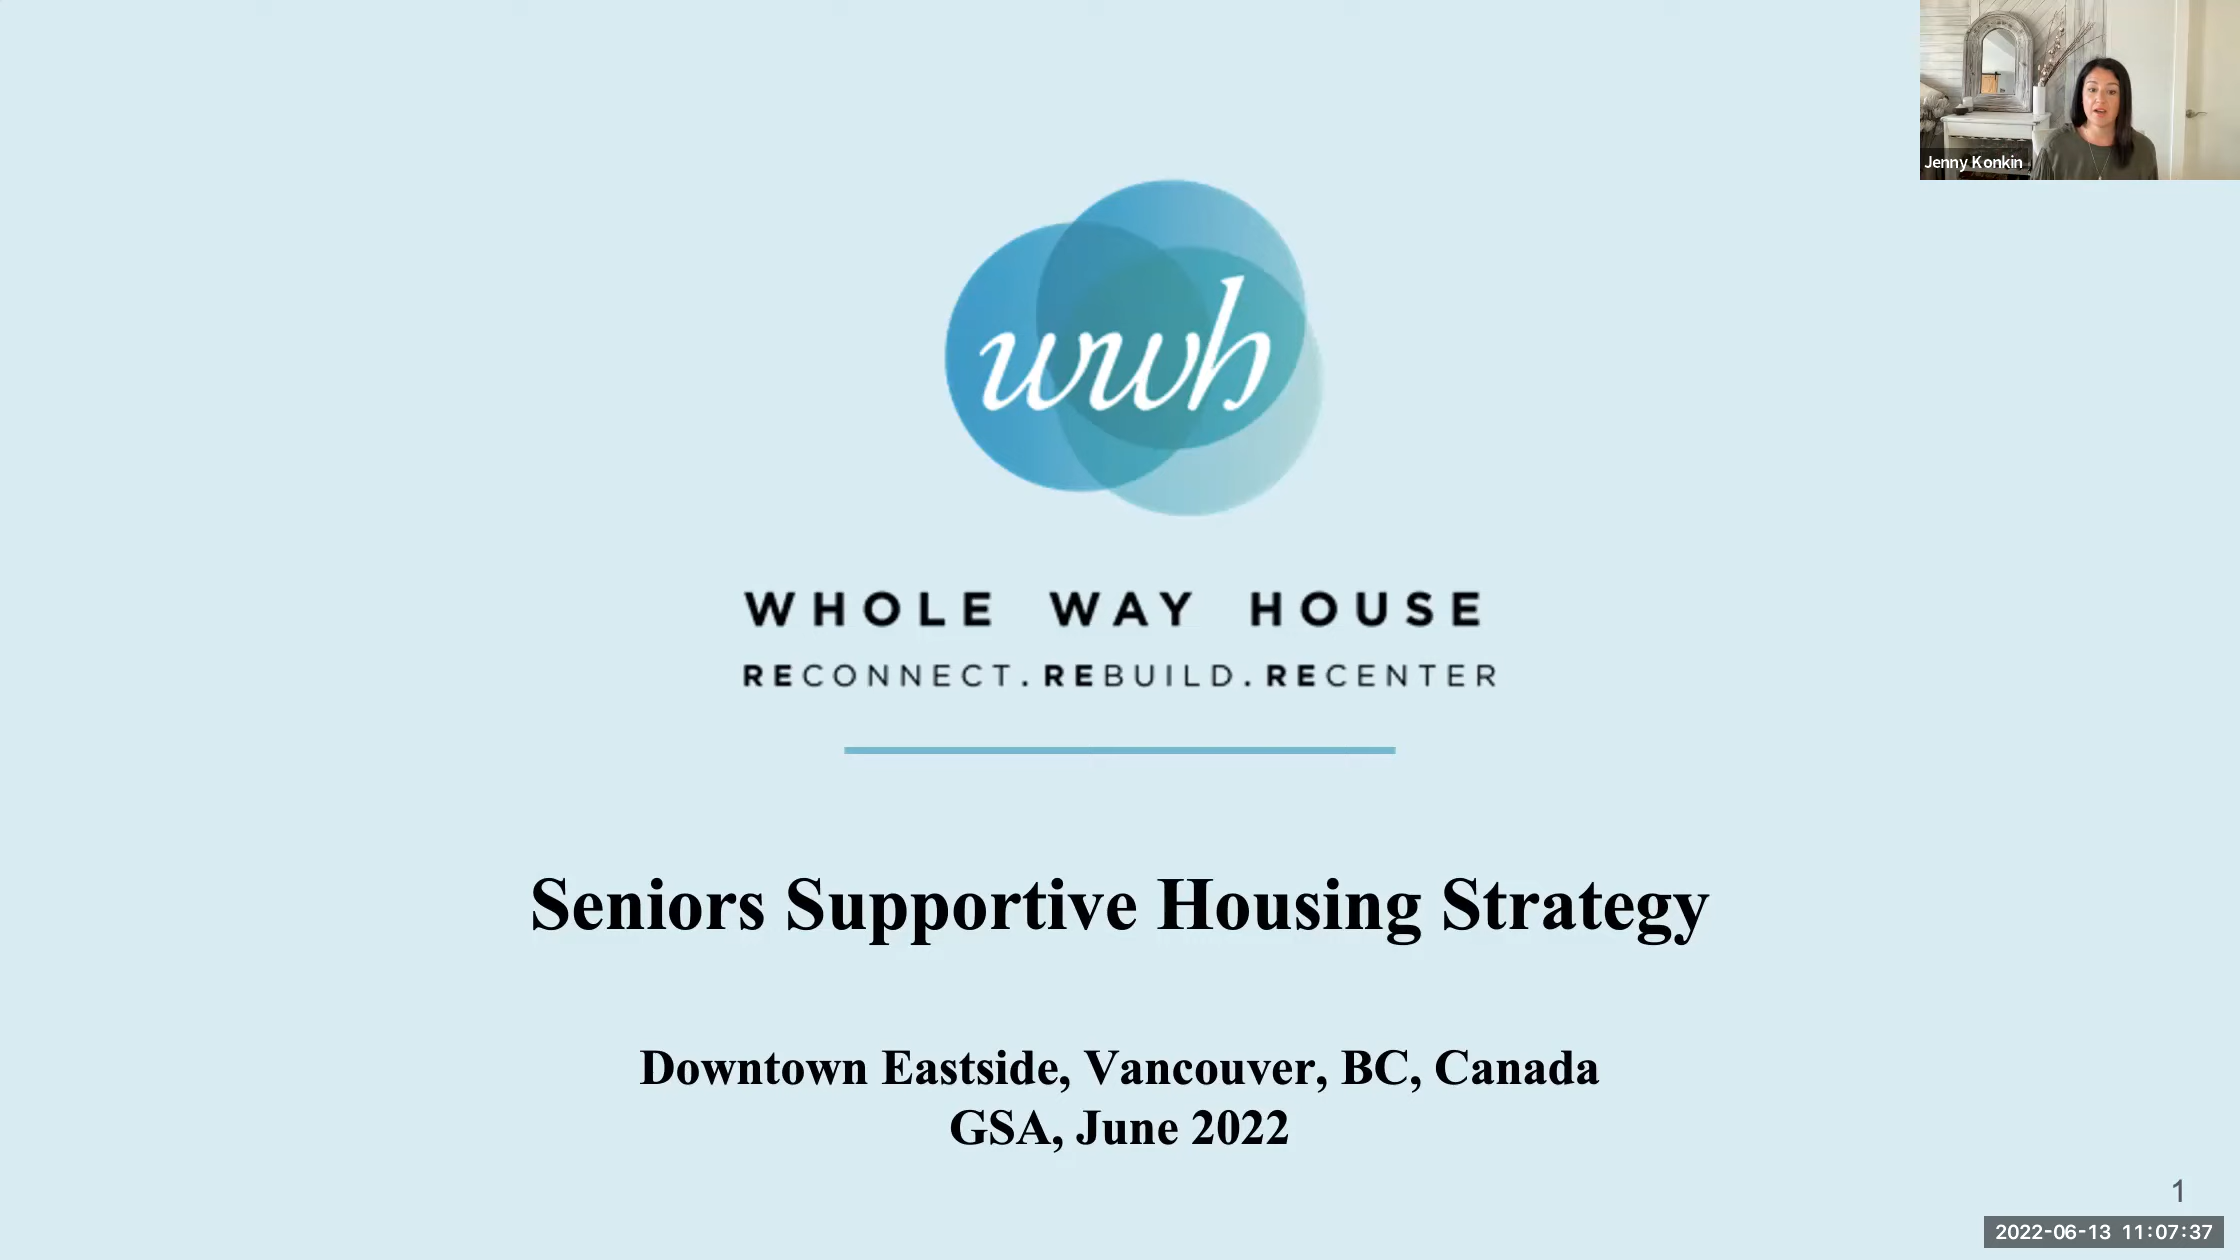 Jenny Konkin
wwh
WHOLE WAY HOUSE
RECONNECT.REBUILD.RECENTER
Seniors Supportive Housing Strategy
Downtown Eastside, Vancouver, BC, Canada
GSA, June 2022
1
2022-06-13 11:07:37